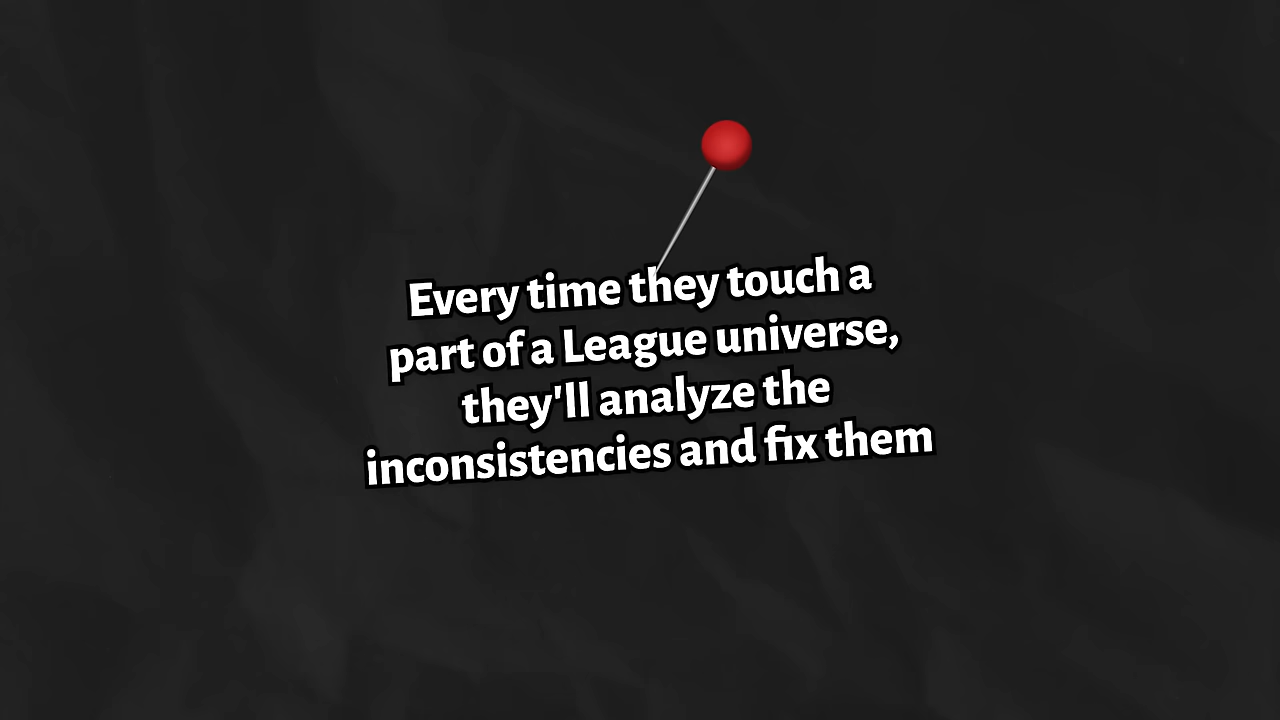 Every time they touch a
part of a League universe,
they'll analyze the
inconsistencies and fix them